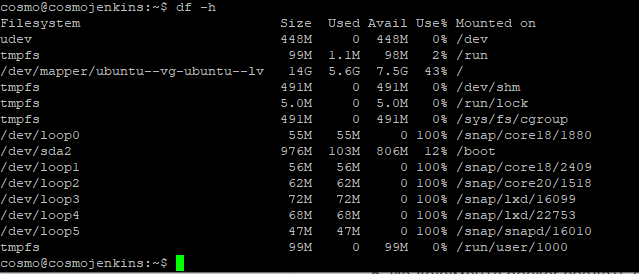 cosmo@cosmojenkins:~$ df -h
Filesystem                         Size  Used Avail Use% Mounted on
udev                               448M     0  448M   0% /dev
tmpfs                               99M  1.1M   98M   2% /run
/dev/mapper/ubuntu--vg-ubuntu--lv   14G  5.6G  7.5G  43% /
tmpfs                              491M     0  491M   0% /dev/shm
tmpfs                              5.0M     0  5.0M   0% /run/lock
tmpfs                              491M     0  491M   0% /sys/fs/cgroup
/dev/loop0                          55M   55M     0 100% /snap/core18/1880
/dev/sda2                          976M  103M  806M  12% /boot
/dev/loop1                          56M   56M     0 100% /snap/core18/2409
/dev/loop2                          62M   62M     0 100% /snap/core20/1518
/dev/loop3                          72M   72M     0 100% /snap/lxd/16099
/dev/loop4                          68M   68M     0 100% /snap/lxd/22753
/dev/loop5                          47M   47M     0 100% /snap/snapd/16010
tmpfs                               99M     0   99M   0% /run/user/1000
cosmo@cosmojenkins:~$